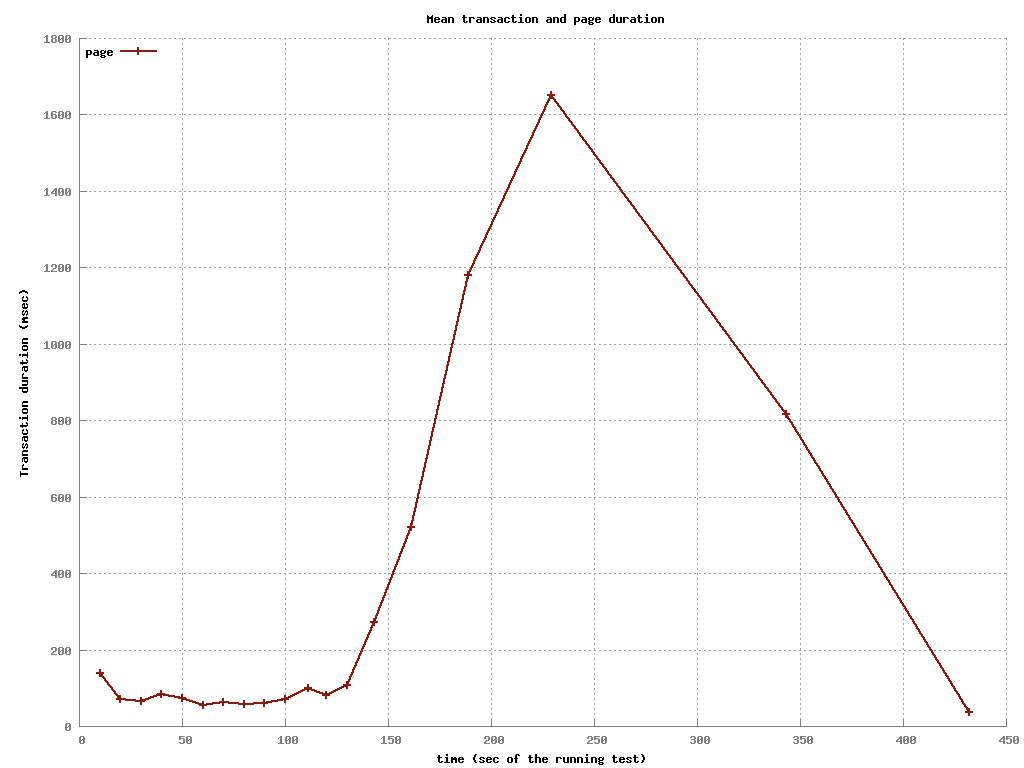 Mean transaction and page duration
page
1800
1600
1400
1200
1000
800
600
400
200
0
Transaction duration (msec)
0 50 100 150 200 250 300 350 400 450
time (sec of the running test)